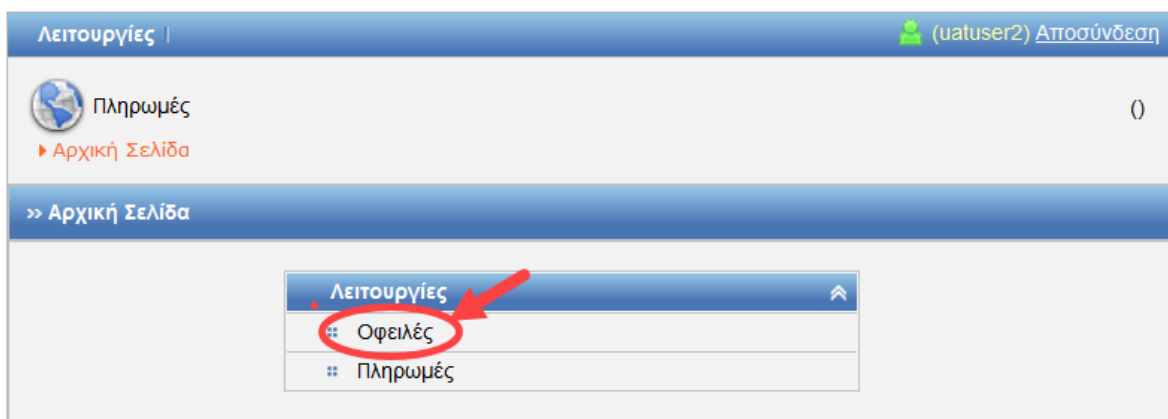 Λειτουργίες | (uatuser2) Αποσύνδεση
Πληρωμές ()
Αρχική Σελίδα
›› Αρχική Σελίδα
Λειτουργίες
Οφειλές
Πληρωμές